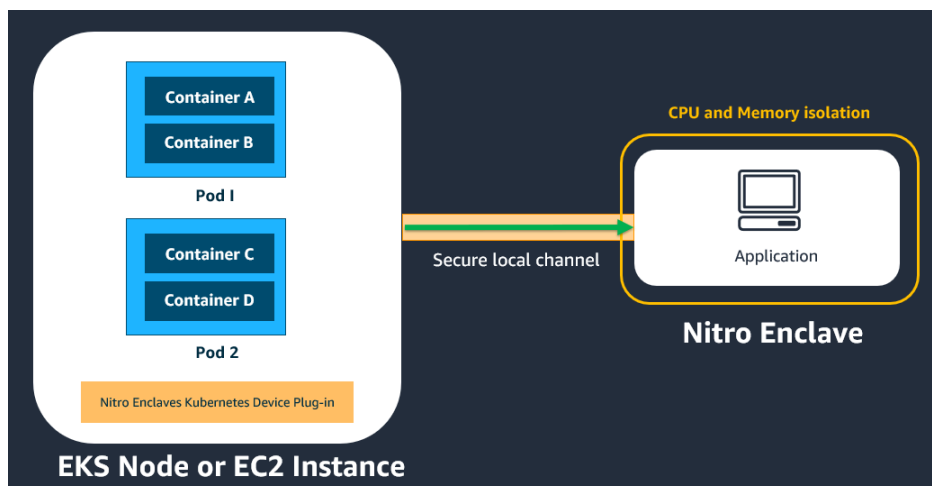 Container A
Container B
Pod I
Container C
Container D
Pod 2
Nitro Enclaves Kubernetes Device Plug-in
EKS Node or EC2 Instance
Secure local channel
CPU and Memory isolation
Application
Nitro Enclave